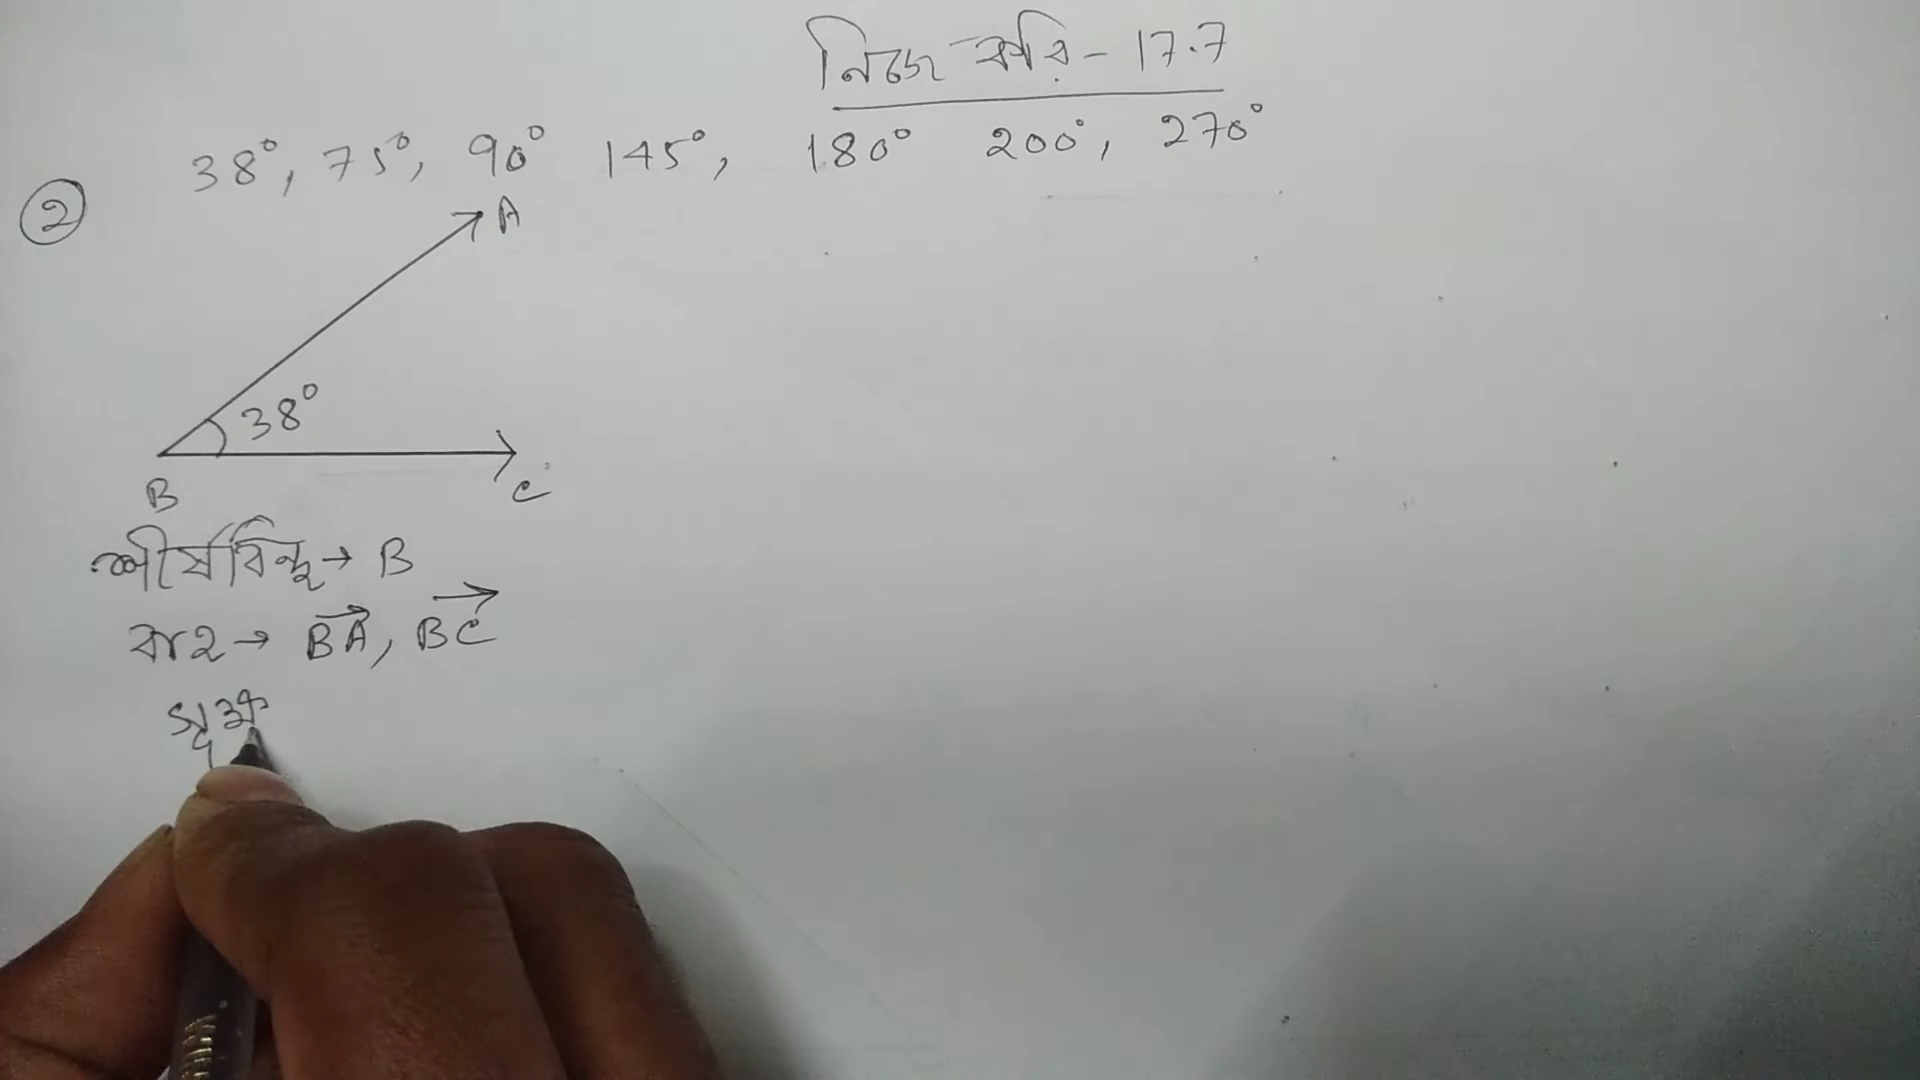 নিজে করি - 17.7
38°, 75°, 90° 145°, 180° 200°, 270°
2
A
38°
B
C
শীর্ষবিন্দু → B
বাহু → BA, BC
সূক্ষ